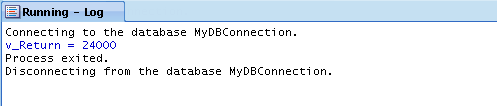 Running - Log
Connecting to the database MyDBConnection.
v_Return = 24000
Process exited.
Disconnecting from the database MyDBConnection.